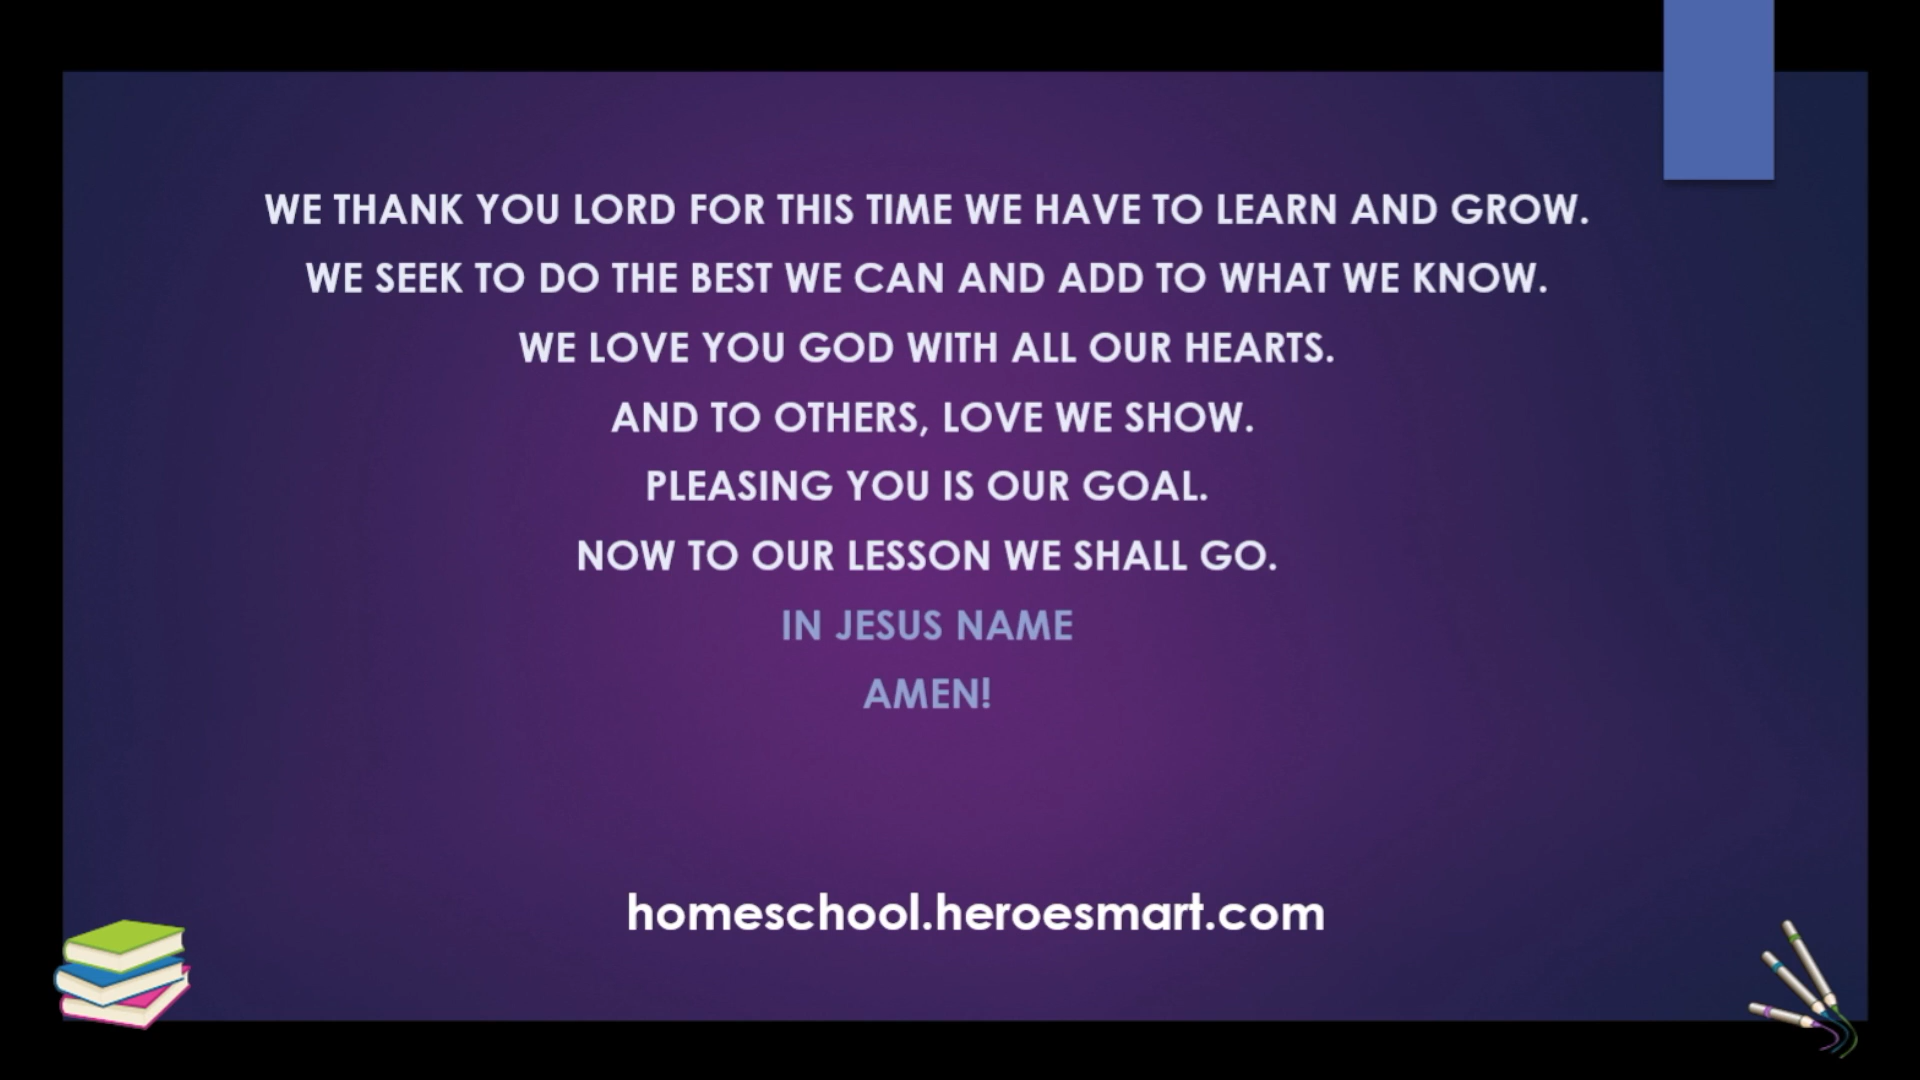 WE THANK YOU LORD FOR THIS TIME WE HAVE TO LEARN AND GROW.
WE SEEK TO DO THE BEST WE CAN AND ADD TO WHAT WE KNOW.
WE LOVE YOU GOD WITH ALL OUR HEARTS.
AND TO OTHERS, LOVE WE SHOW.
PLEASING YOU IS OUR GOAL.
NOW TO OUR LESSON WE SHALL GO.
IN JESUS NAME
AMEN!
homeschool.heroesmart.com